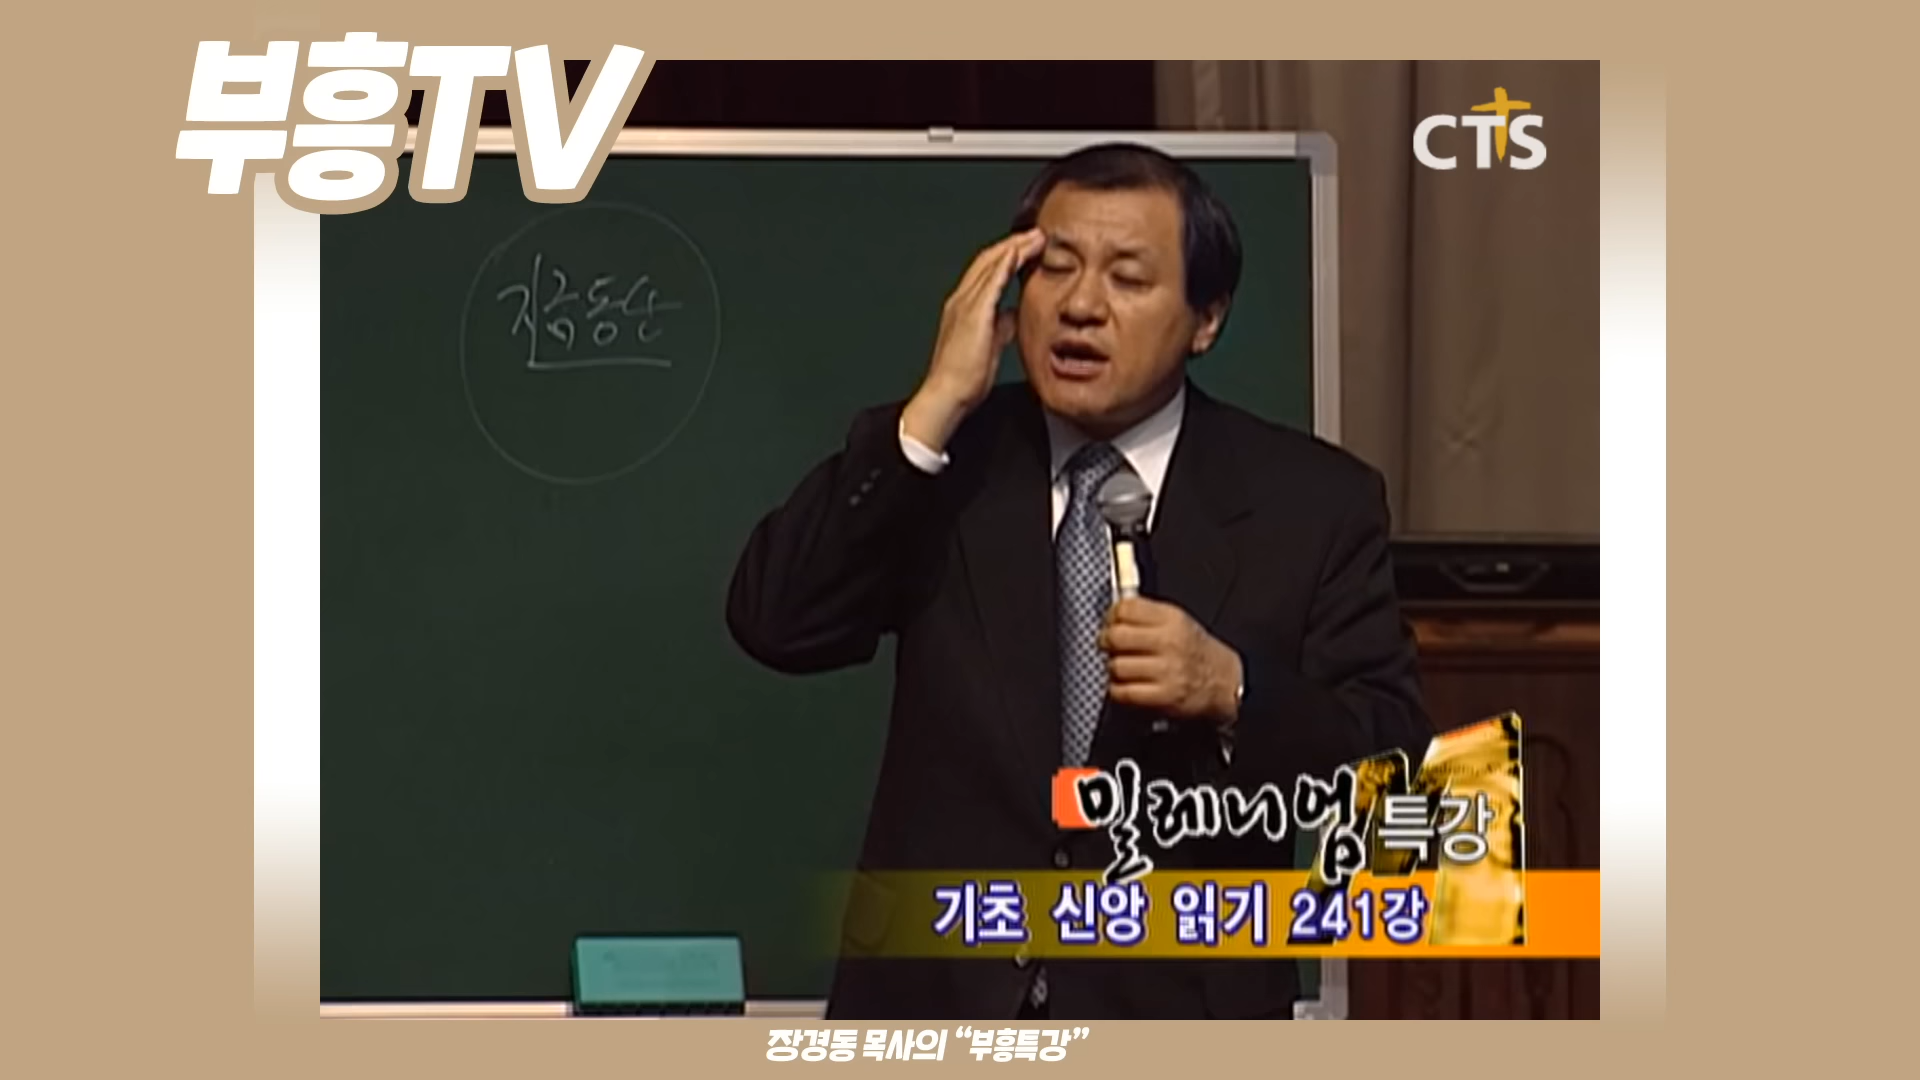 부흥TV
CTS
지금동산
밀레니엄 특강
기초 신앙 읽기 241강
장경동 목사의 “부흥특강”